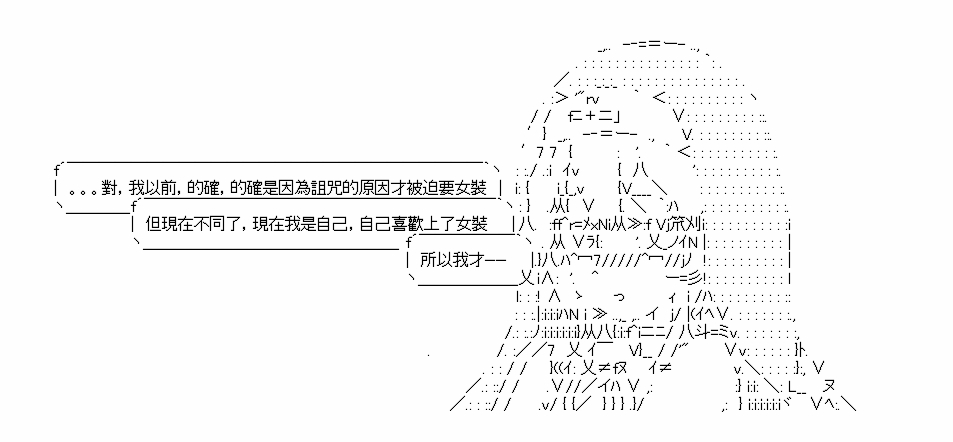 。。。對，我以前，的確，的確是因為詛咒的原因才被迫要女裝
但現在不同了，現在我是自己，自己喜歡上了女裝
所以我才──